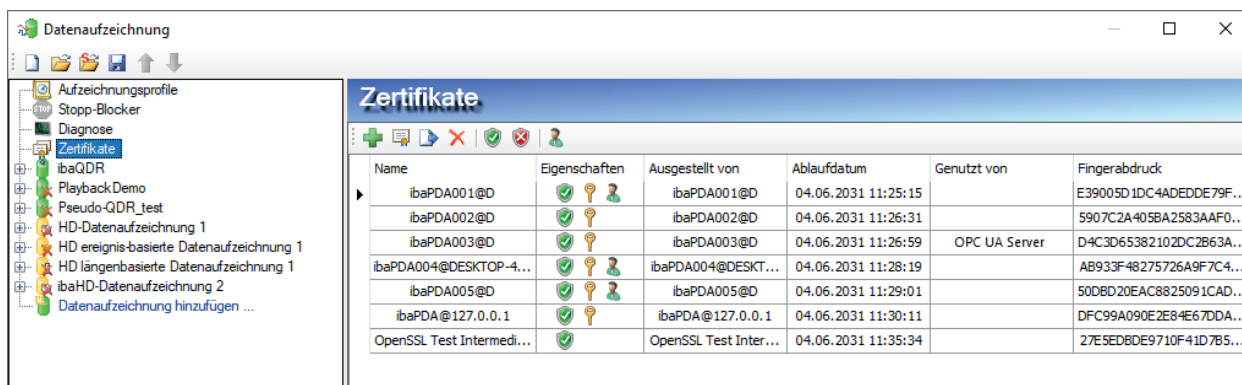 Datenaufzeichnung
Aufzeichnungsprofile
STOP Stopp-Blocker
Diagnose
Zertifikate
ibaQDR
PlaybackDemo
Pseudo-QDR_test
HD-Datenaufzeichnung 1
HD ereignis-basierte Datenaufzeichnung 1
HD längenbasierte Datenaufzeichnung 1
ibaHD-Datenaufzeichnung 2
Datenaufzeichnung hinzufügen ...
Zertifikate
Name Eigenschaften Ausgestellt von Ablaufdatum Genutzt von Fingerabdruck
ibaPDA001@D ibaPDA001@D 04.06.2031 11:25:15 E39005D1DC4ADEDDE79F...
ibaPDA002@D ibaPDA002@D 04.06.2031 11:26:31 5907C2A405BA2583AAF0...
ibaPDA003@D ibaPDA003@D 04.06.2031 11:26:59 OPC UA Server D4C3D65382102DC2B63A...
ibaPDA004@DESKTOP-4... ibaPDA004@DESKT... 04.06.2031 11:28:19 AB933F48275726A9F7C4...
ibaPDA005@D ibaPDA005@D 04.06.2031 11:29:01 50DBD20EAC8825091CAD...
ibaPDA@127.0.0.1 ibaPDA@127.0.0.1 04.06.2031 11:30:11 DFC99A090E2E84E67DDA...
OpenSSL Test Intermedi... OpenSSL Test Inter... 04.06.2031 11:35:34 27E5EDBDE9710F41D7B5...